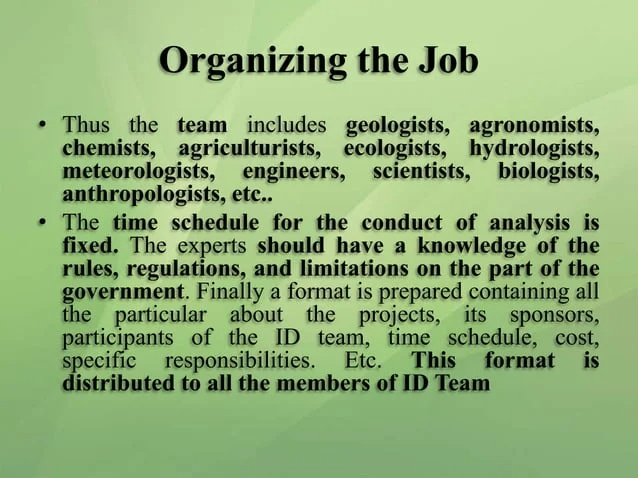 Organizing the Job
• Thus the team includes geologists, agronomists,
chemists, agriculturists, ecologists, hydrologists,
meteorologists, engineers, scientists, biologists,
anthropologists, etc..
• The time schedule for the conduct of analysis is
fixed. The experts should have a knowledge of the
rules, regulations, and limitations on the part of the
government. Finally a format is prepared containing all
the particular about the projects, its sponsors,
participants of the ID team, time schedule, cost,
specific responsibilities. Etc. This format is
distributed to all the members of ID Team